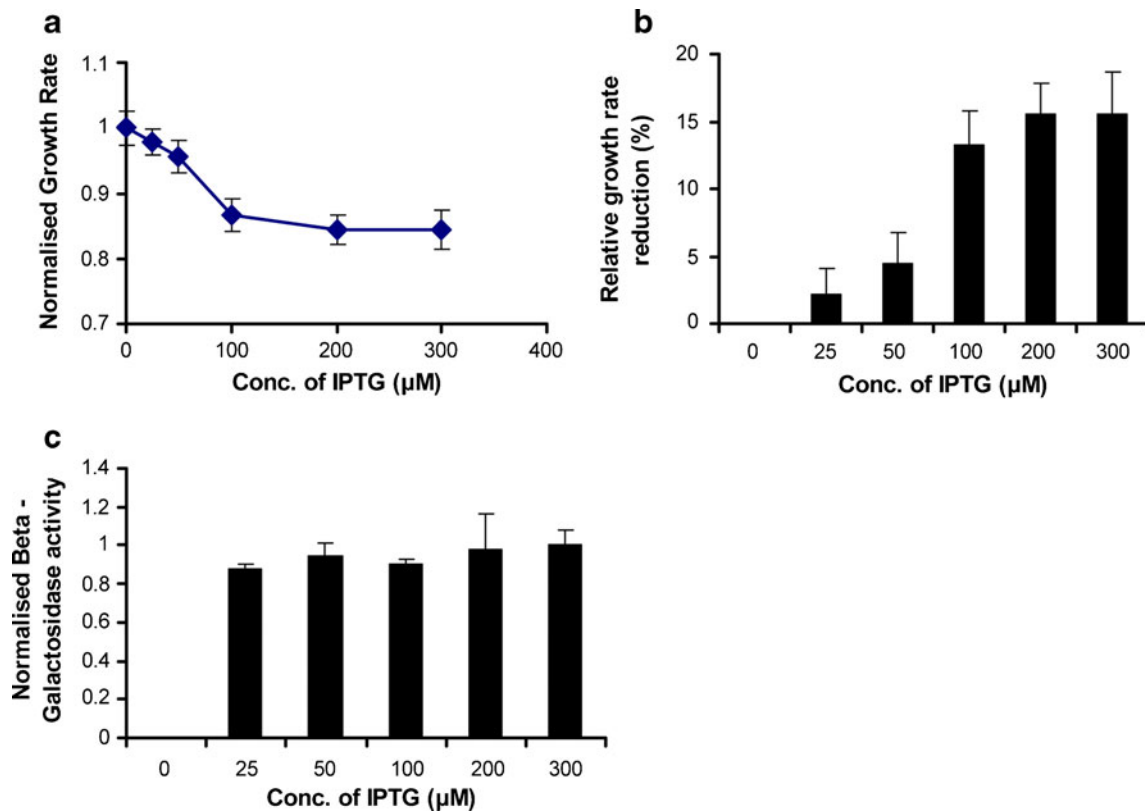 a
1.1
1
0.9
0.8
0.7
Normalised Growth Rate
0 100 200 300 400
Conc. of IPTG (µM)
b
20
15
10
5
0
Relative growth rate
reduction (%)
0 25 50 100 200 300
Conc. of IPTG (µM)
c
1.4
1.2
1
0.8
0.6
0.4
0.2
0
Normalised Beta -
Galactosidase activity
0 25 50 100 200 300
Conc. of IPTG (µM)